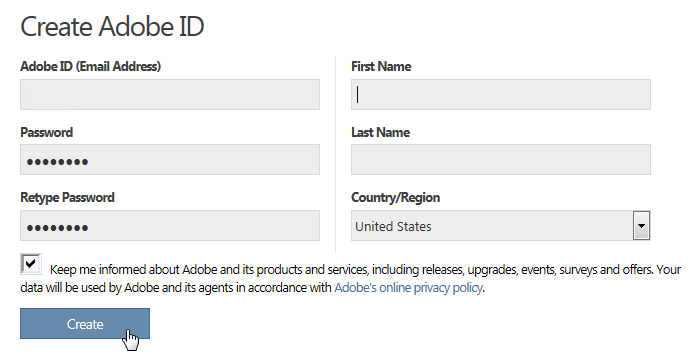 Create Adobe ID
Adobe ID (Email Address)
First Name
Password
Last Name
●●●●●●●●
Retype Password
Country/Region
●●●●●●●●
United States
Keep me informed about Adobe and its products and services, including releases, upgrades, events, surveys and offers. Your
data will be used by Adobe and its agents in accordance with Adobe's online privacy policy.
Create